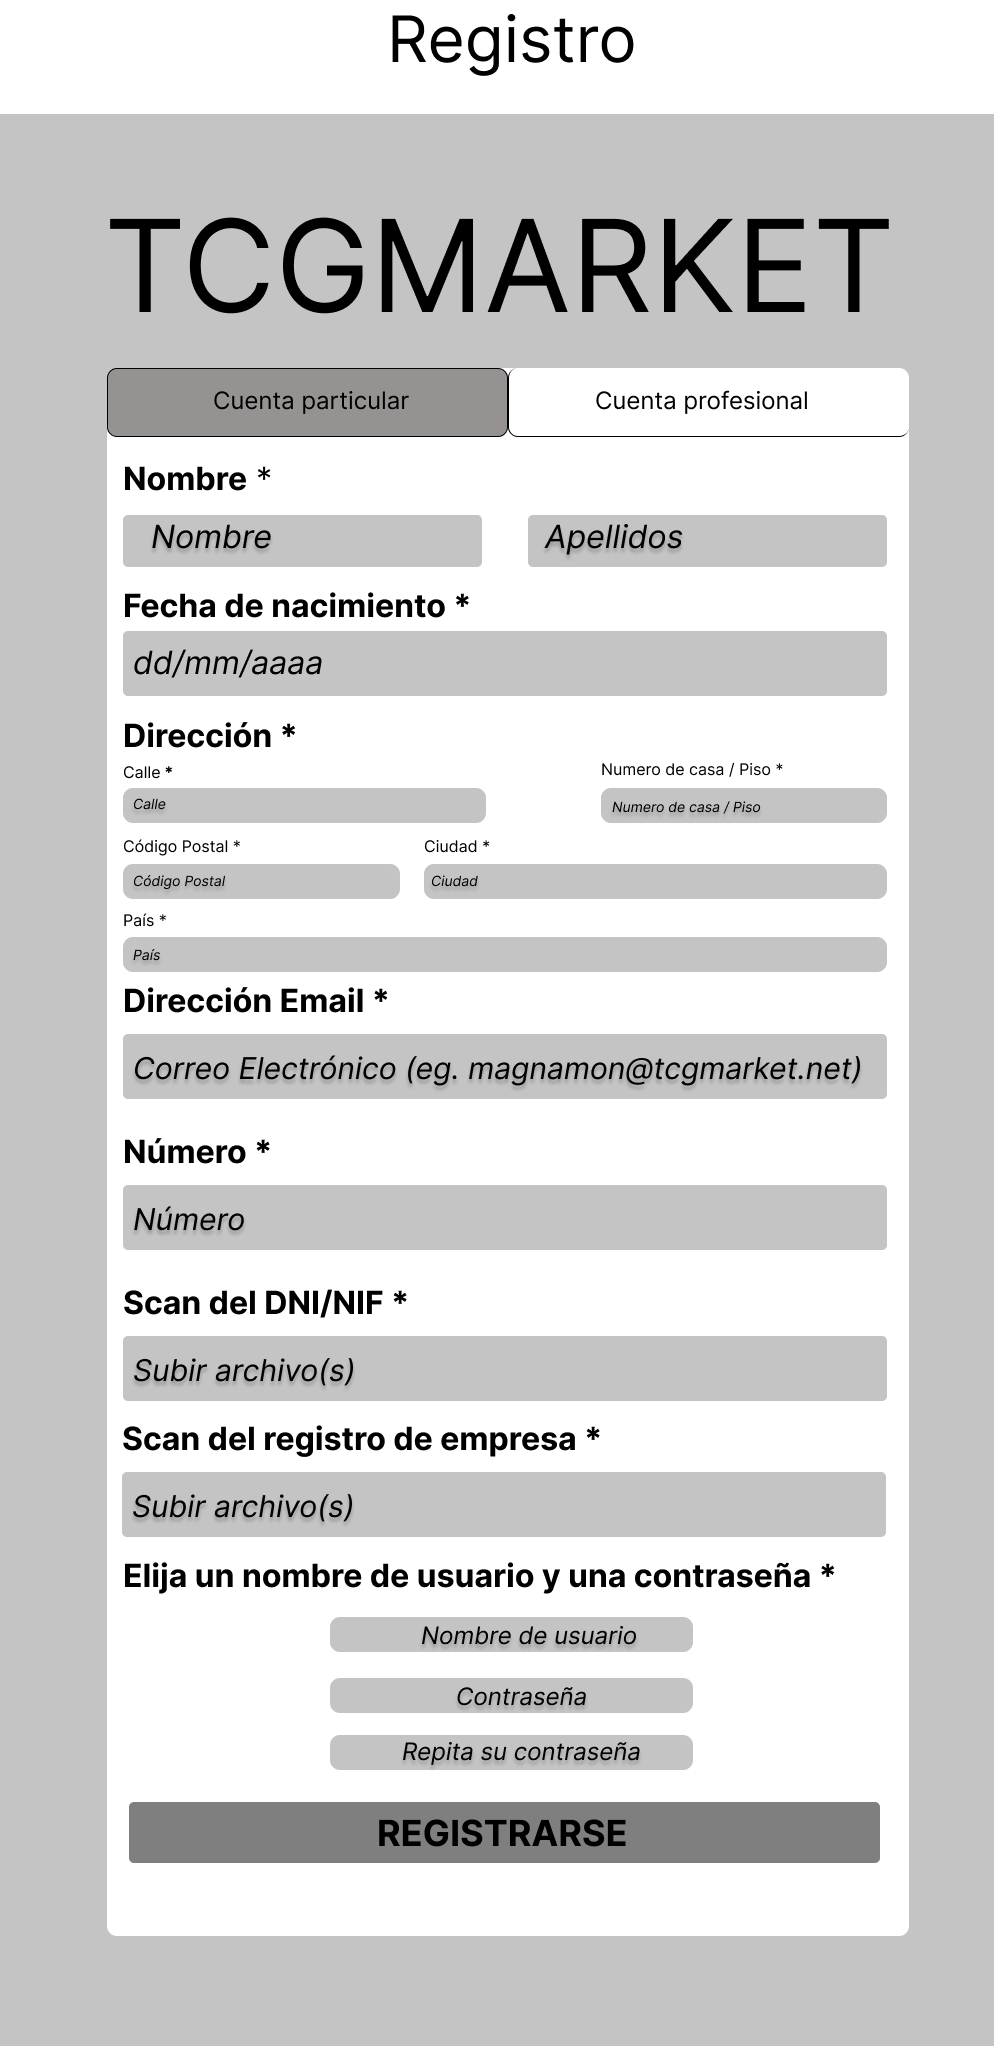 Registro
TCGMARKET
Cuenta particular Cuenta profesional
Nombre *
Nombre Apellidos
Fecha de nacimiento *
dd/mm/aaaa
Dirección *
Calle * Numero de casa / Piso *
Calle Numero de casa / Piso
Código Postal * Ciudad *
Código Postal Ciudad
País *
País
Dirección Email *
Correo Electrónico (eg. magnamon@tcgmarket.net)
Número *
Número
Scan del DNI/NIF *
Subir archivo(s)
Scan del registro de empresa *
Subir archivo(s)
Elija un nombre de usuario y una contraseña *
Nombre de usuario
Contraseña
Repita su contraseña
REGISTRARSE